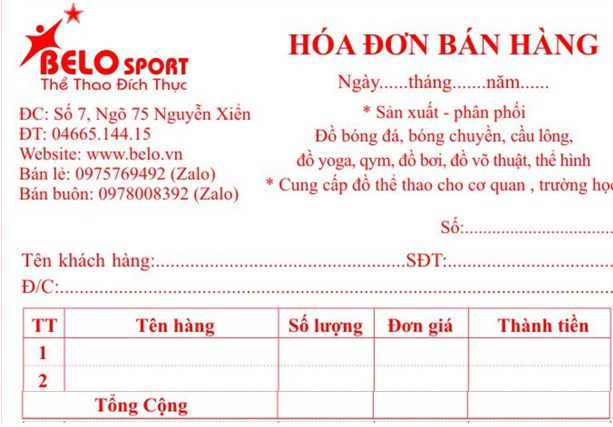 BELO SPORT
Thể Thao Đích Thực
ĐC: Số 7, Ngõ 75 Nguyễn Xiển
ĐT: 04665.144.15
Website: www.belo.vn
Bán lẻ: 0975769492 (Zalo)
Bán buôn: 0978008392 (Zalo)
HÓA ĐƠN BÁN HÀNG
Ngày......tháng.......năm......
* Sản xuất - phân phối
Đồ bóng đá, bóng chuyền, cầu lông,
đồ yoga, qym, đồ bơi, đồ võ thuật, thể hình
* Cung cấp đồ thể thao cho cơ quan , trường học
Số:................................
Tên khách hàng:.............................................SĐT:..............................
Đ/C:....................................................................................................
TT Tên hàng Số lượng Đơn giá Thành tiền
1
2
Tổng Cộng